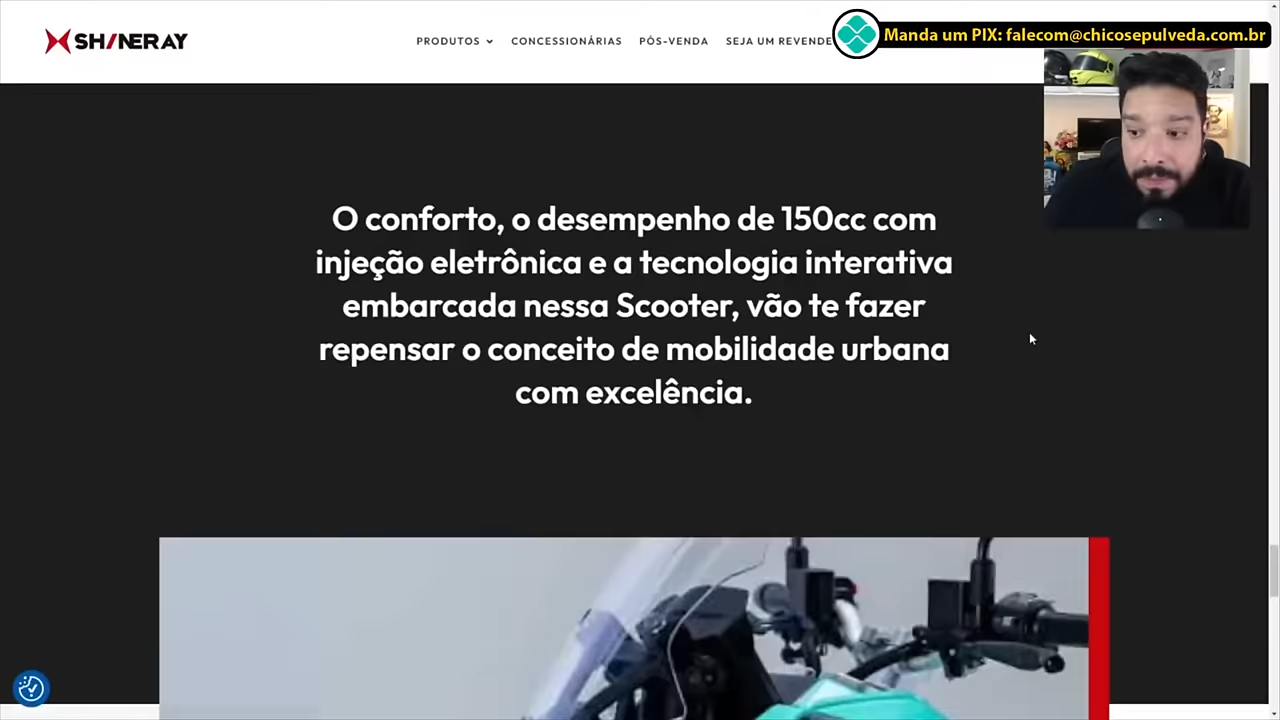 SHINERAY
PRODUTOS
CONCESSIONÁRIAS
PÓS-VENDA
SEJA UM REVENDE
Manda um PIX: falecom@chicosepulveda.com.br
O conforto, o desempenho de 150cc com
injeção eletrônica e a tecnologia interativa
embarcada nessa Scooter, vão te fazer
repensar o conceito de mobilidade urbana
com excelência.